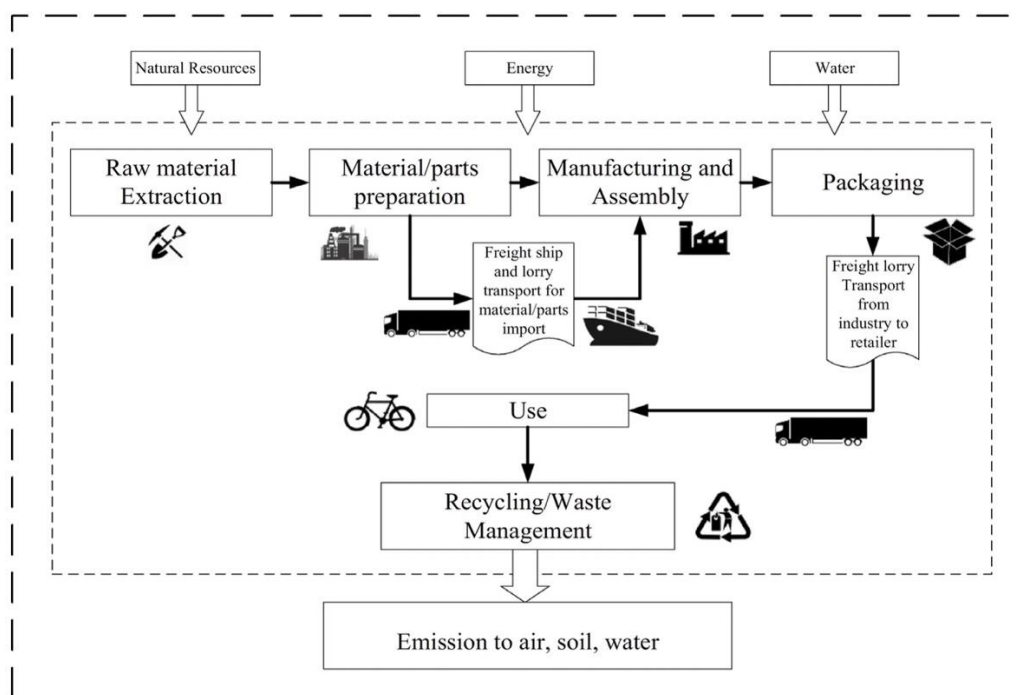 Natural Resources
Energy
Water
Raw material
Extraction
Material/parts
preparation
Manufacturing and
Assembly
Packaging
Freight ship
and lorry
transport for
material/parts
import
Freight lorry
Transport
from
industry to
retailer
Use
Recycling/Waste
Management
Emission to air, soil, water